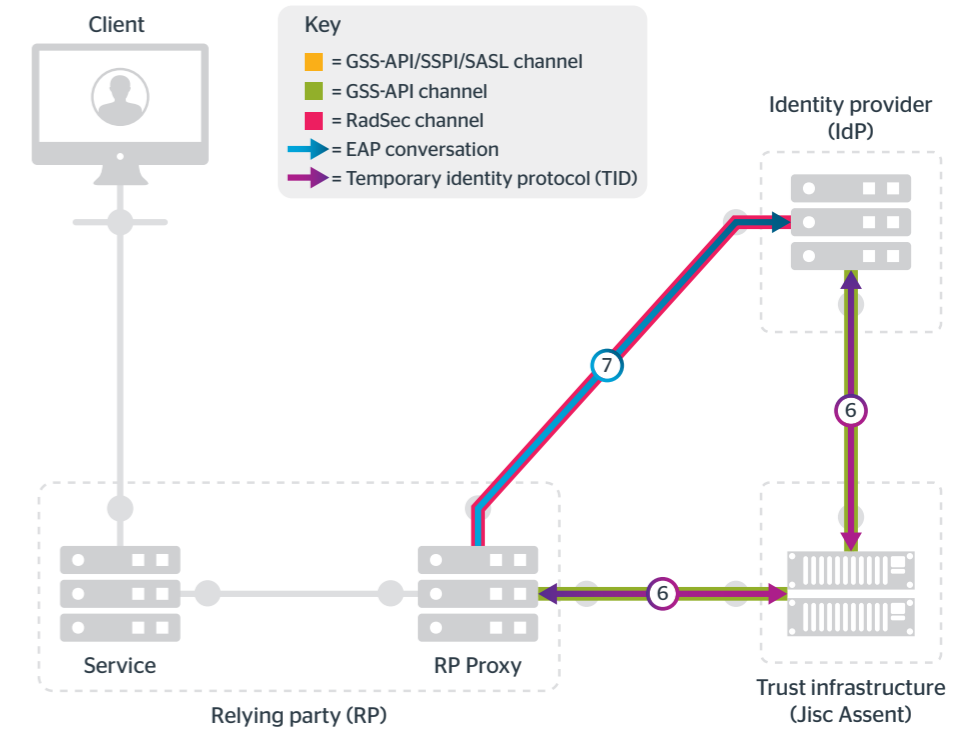 Client
Key
= GSS-API/SSPI/SASL channel
= GSS-API channel
= RadSec channel
= EAP conversation
= Temporary identity protocol (TID)
Identity provider
(IdP)
7
6
6
Service
RP Proxy
Relying party (RP)
Trust infrastructure
(Jisc Assent)